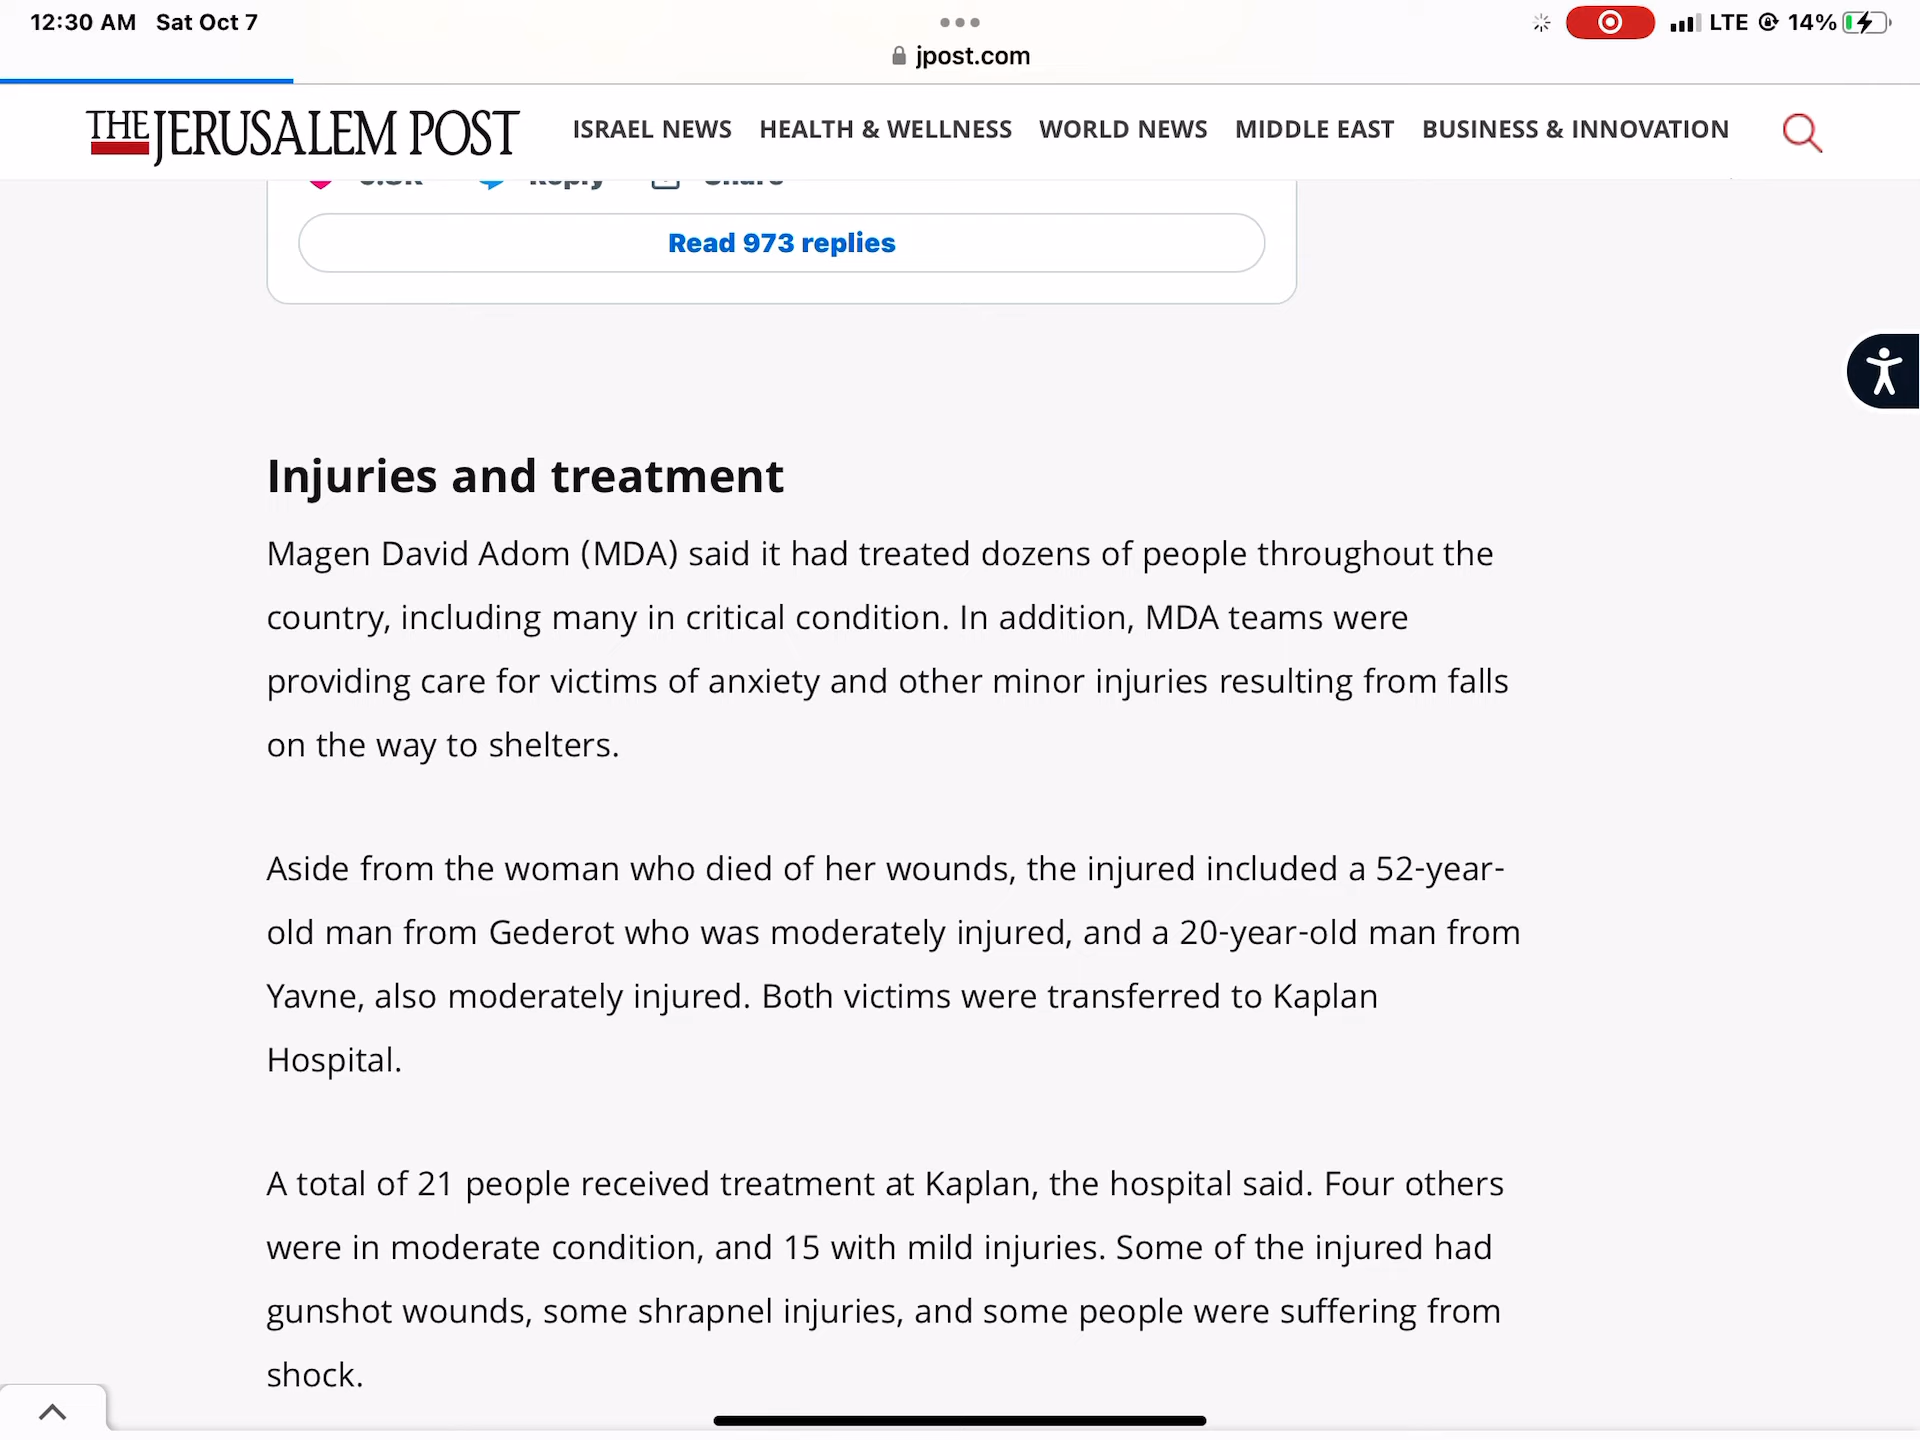 12:30 AM Sat Oct 7
LTE 14%
jpost.com
THE JERUSALEM POST
ISRAEL NEWS HEALTH & WELLNESS WORLD NEWS MIDDLE EAST BUSINESS & INNOVATION
Reply Share
Read 973 replies
Injuries and treatment
Magen David Adom (MDA) said it had treated dozens of people throughout the
country, including many in critical condition. In addition, MDA teams were
providing care for victims of anxiety and other minor injuries resulting from falls
on the way to shelters.
Aside from the woman who died of her wounds, the injured included a 52-year-
old man from Gederot who was moderately injured, and a 20-year-old man from
Yavne, also moderately injured. Both victims were transferred to Kaplan
Hospital.
A total of 21 people received treatment at Kaplan, the hospital said. Four others
were in moderate condition, and 15 with mild injuries. Some of the injured had
gunshot wounds, some shrapnel injuries, and some people were suffering from
shock.